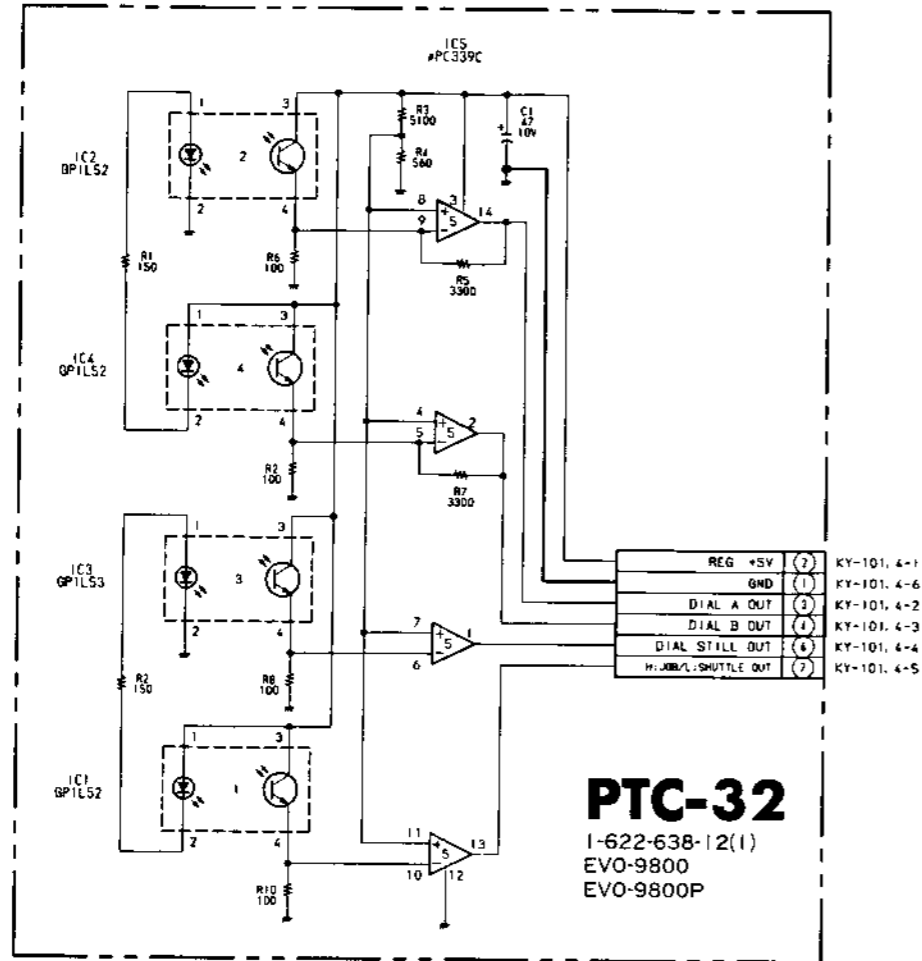 IC5
μPC339C
1
3
R3
5100
C1
47
10V
+
IC2
GP1LS2
2
R4
560
2
4
8
3
14
+
5
9
-
R1
150
R6
100
R5
3300
1
3
IC4
GP1LS2
4
2
4
4
2
+
5
5
-
R2
100
R7
3300
1
3
IC3
GP1LS3
3
REG +5V
2
KY-101, 4-1
GND
1
KY-101, 4-6
DIAL A OUT
3
KY-101, 4-2
2
4
7
1
DIAL B OUT
4
KY-101, 4-3
+
5
DIAL STILL OUT
6
KY-101, 4-4
6
-
H:JOB/L:SHUTTLE OUT
7
KY-101, 4-5
R2
150
R8
100
1
3
IC1
GP1LS2
1
PTC-32
2
4
11
13
1-622-638-12(1)
+
5
10
-
12
EVO-9800
R10
100
EVO-9800P